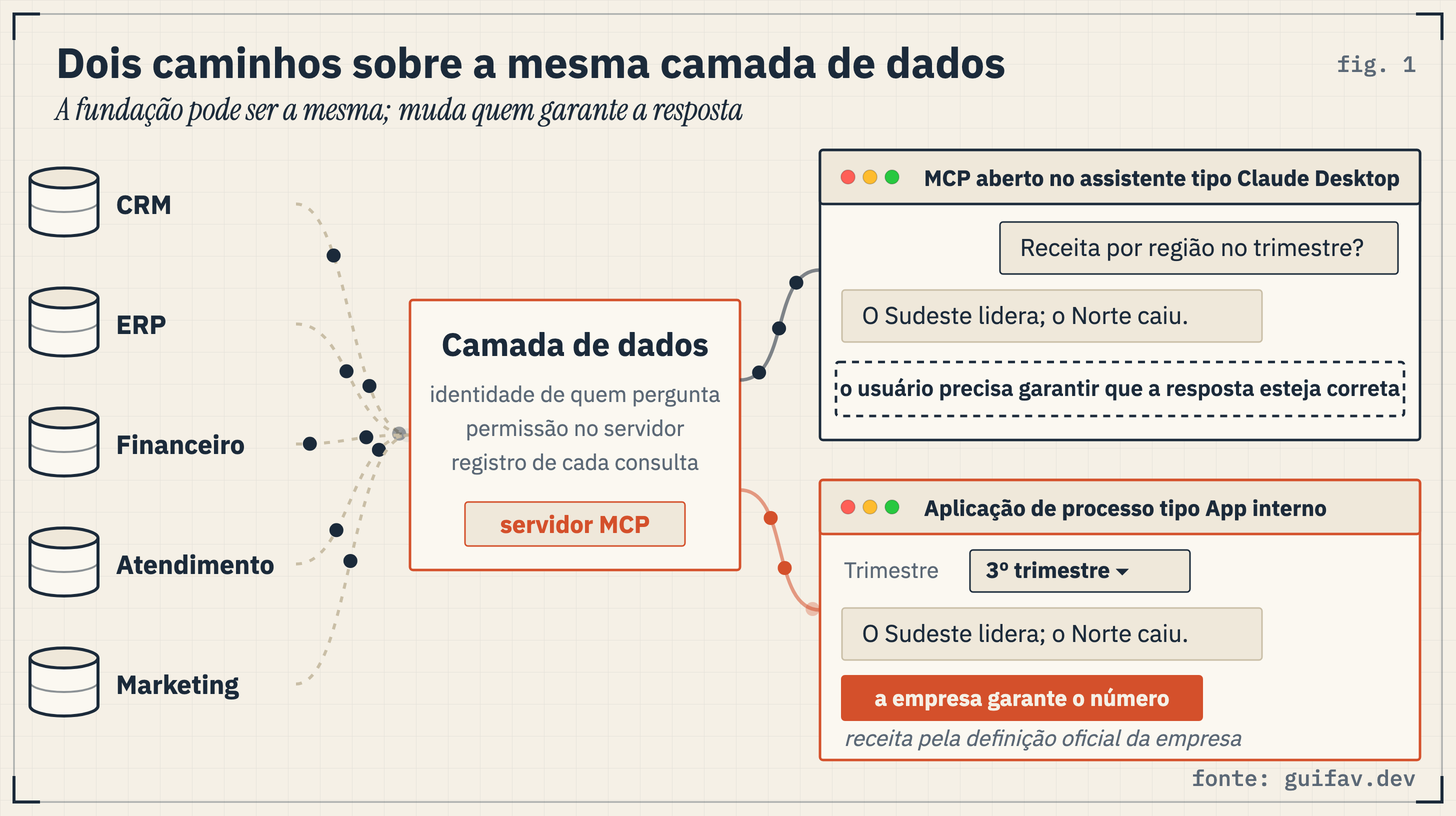 Dois caminhos sobre a mesma camada de dados
fig. 1
A fundação pode ser a mesma; muda quem garante a resposta
CRM
ERP
Financeiro
Atendimento
Marketing
Camada de dados
identidade de quem pergunta
permissão no servidor
registro de cada consulta
servidor MCP
MCP aberto no assistente tipo Claude Desktop
Receita por região no trimestre?
O Sudeste lidera; o Norte caiu.
o usuário precisa garantir que a resposta esteja correta
Aplicação de processo tipo App interno
Trimestre
3º trimestre
O Sudeste lidera; o Norte caiu.
a empresa garante o número
receita pela definição oficial da empresa
fonte: guifav.dev